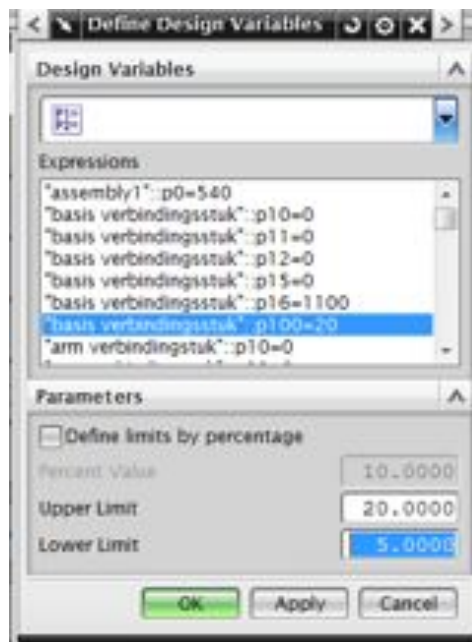 Define Design Variables
Design Variables
Expressions
"assembly1"::p0=540
"basis verbindingsstuk"::p10=0
"basis verbindingsstuk"::p11=0
"basis verbindingsstuk"::p12=0
"basis verbindingsstuk"::p15=0
"basis verbindingsstuk"::p16=1100
"basis verbindingsstuk"::p100=20
"arm verbindingstuk"::p10=0
Parameters
Define limits by percentage
Percent Value 10.0000
Upper Limit 20.0000
Lower Limit 5.0000
OK Apply Cancel